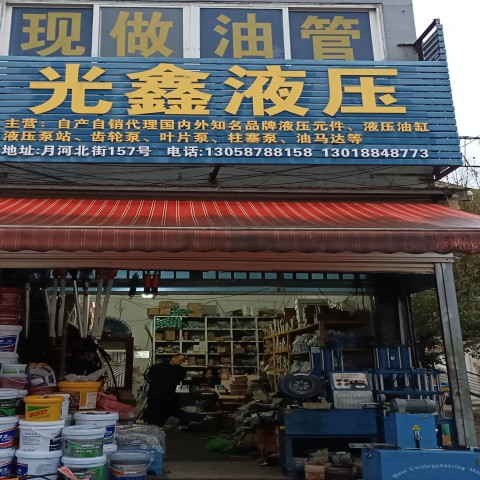 现做油管
光鑫液压
主营：自产自销代理国内外知名品牌液压元件、液压油缸
液压泵站、齿轮泵、叶片泵、柱塞泵、油马达等
地址:月河北街157号 电话:13058788158 13018848773